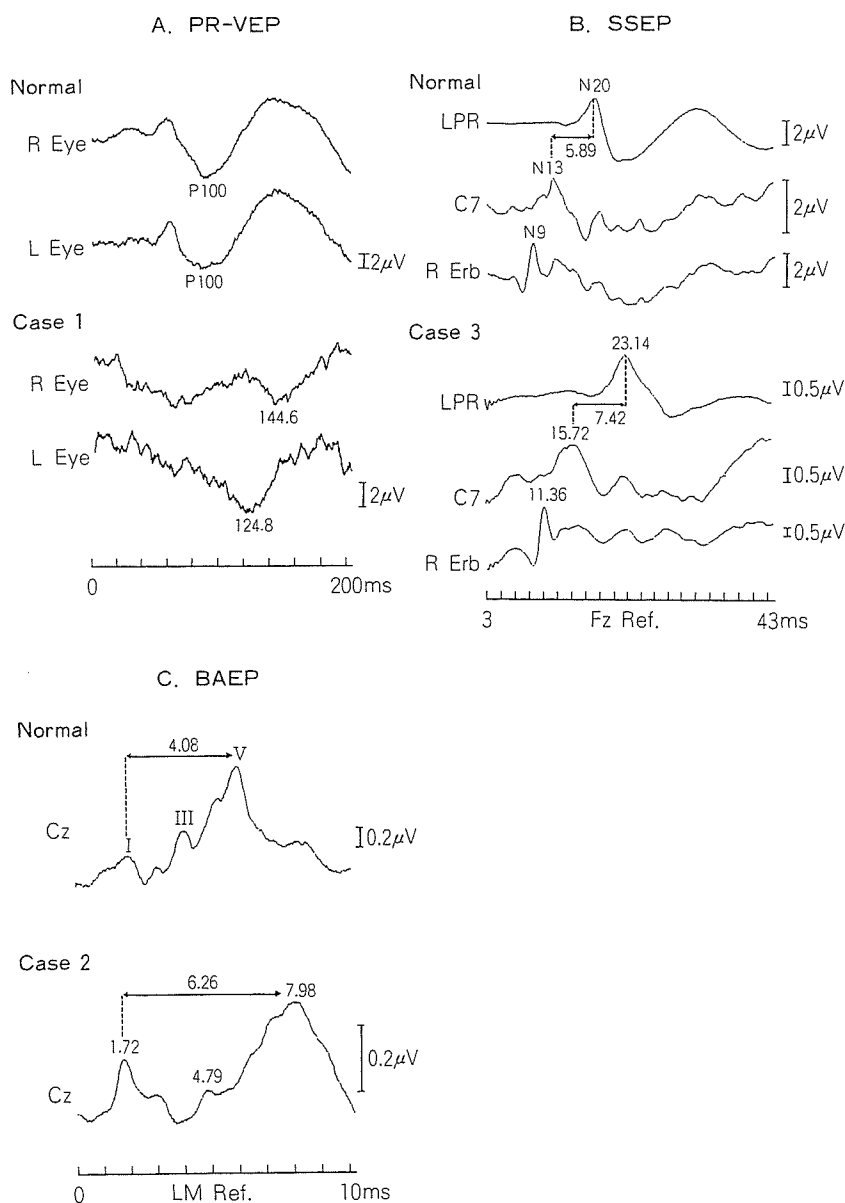 A. PR-VEP
Normal
R Eye
P100
L Eye
P100
2μV
Case 1
R Eye
144.6
L Eye
124.8
2μV
0 200ms
B. SSEP
Normal
N20
LPR
5.89
2μV
N13
C7
2μV
N9
R Erb
2μV
Case 3
23.14
LPR
0.5μV
7.42
15.72
C7
0.5μV
11.36
R Erb
0.5μV
3 Fz Ref. 43ms
C. BAEP
Normal
4.08
V
III
I
Cz
0.2μV
Case 2
6.26
7.98
1.72
4.79
0.2μV
Cz
0 LM Ref. 10ms